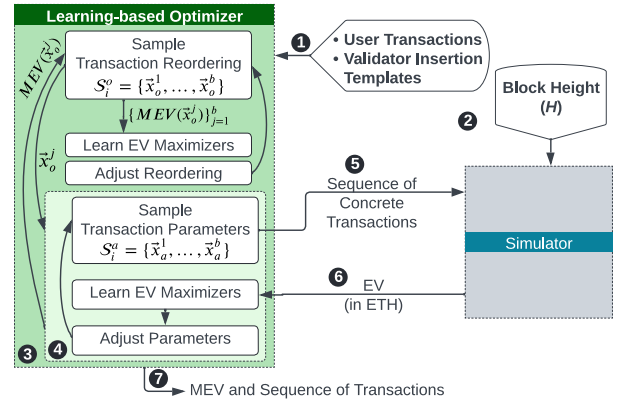 Learning-based Optimizer
Sample
Transaction Reordering
𝒮ᵢᵒ = {x⃗ₒ¹, … , x⃗ₒᵇ}
{MEV(x⃗ₒʲ)}ᵇⱼ₌₁
Learn EV Maximizers
Adjust Reordering
MEV(x⃗ₒʲ)
x⃗ₒʲ
Sample
Transaction Parameters
𝒮ᵢᵃ = {x⃗ₐ¹, … , x⃗ₐᵇ}
Learn EV Maximizers
Adjust Parameters
3
4
1
• User Transactions
• Validator Insertion
Templates
Block Height
(H)
2
5
Sequence of
Concrete
Transactions
Simulator
6
EV
(in ETH)
7
MEV and Sequence of Transactions